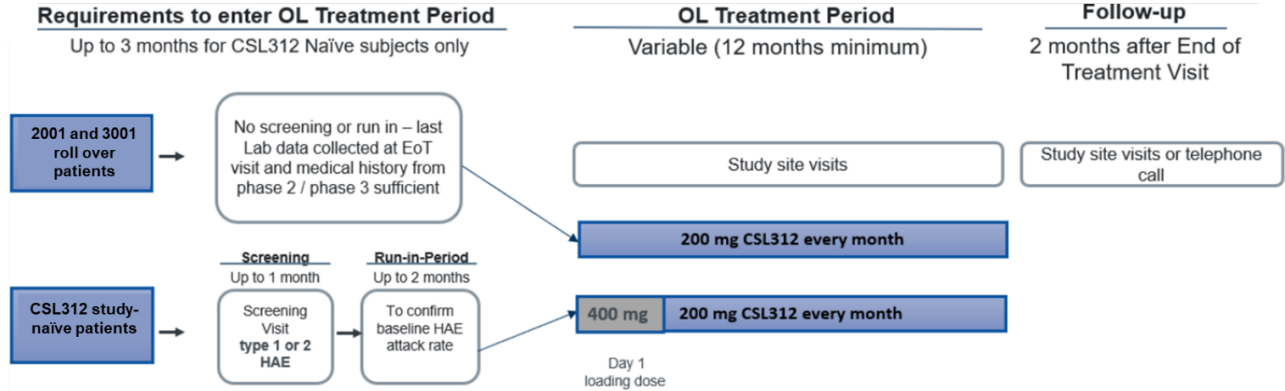 Requirements to enter OL Treatment Period
Up to 3 months for CSL312 Naïve subjects only
OL Treatment Period
Variable (12 months minimum)
Follow-up
2 months after End of
Treatment Visit
2001 and 3001
roll over
patients
No screening or run in – last
Lab data collected at EoT
visit and medical history from
phase 2 / phase 3 sufficient
Study site visits
Study site visits or telephone
call
200 mg CSL312 every month
Screening
Up to 1 month
Run-in-Period
Up to 2 months
CSL312 study-
naïve patients
Screening
Visit
type 1 or 2
HAE
To confirm
baseline HAE
attack rate
400 mg
200 mg CSL312 every month
Day 1
loading dose